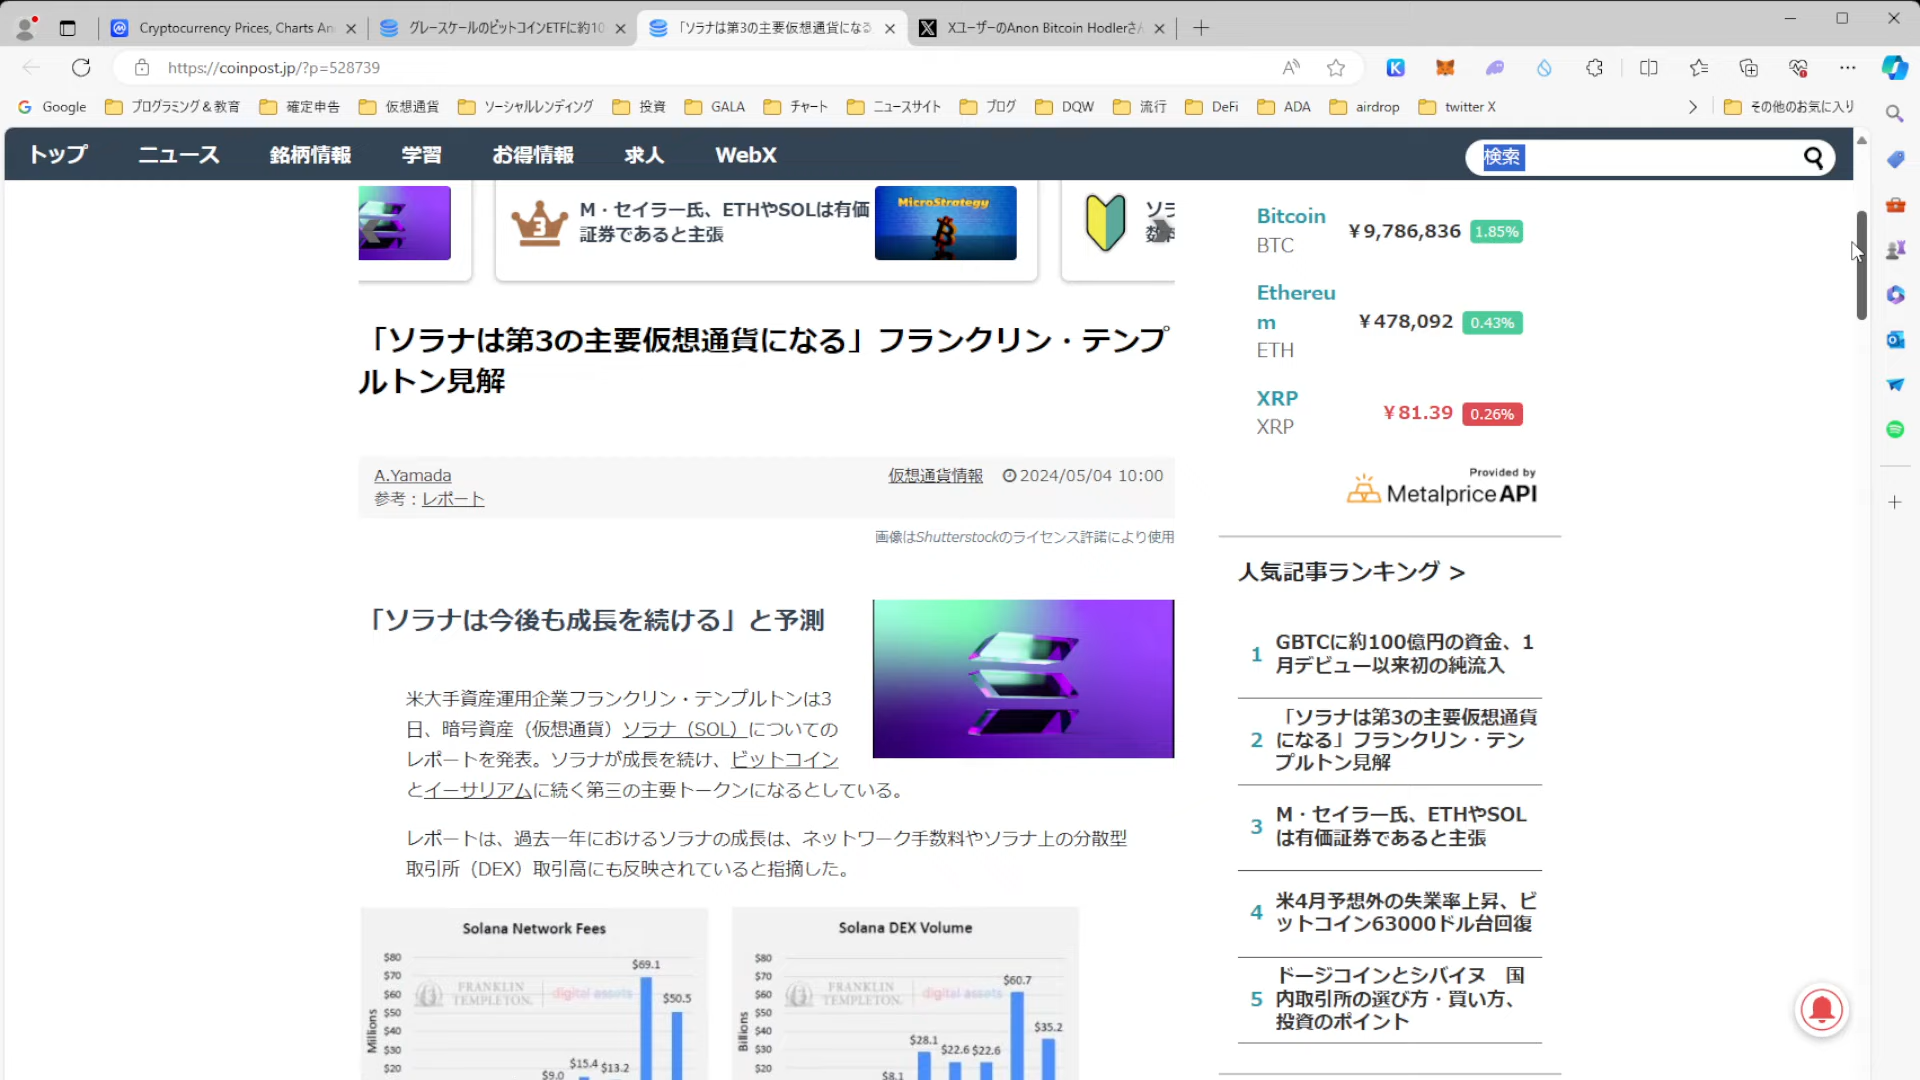 Cryptocurrency Prices, Charts An
グレースケールのビットコインETFに約10
「ソラナは第3の主要仮想通貨になる
XユーザーのAnon Bitcoin Hodlerさん
https://coinpost.jp/?p=528739
Google
プログラミング＆教育
確定申告
仮想通貨
ソーシャルレンディング
投資
GALA
チャート
ニュースサイト
ブログ
DQW
流行
DeFi
ADA
airdrop
twitter X
その他のお気に入り
トップ
ニュース
銘柄情報
学習
お得情報
求人
WebX
検索
3
M・セイラー氏、ETHやSOLは有価
証券であると主張
MicroStrategy
ソラ
数料
「ソラナは第3の主要仮想通貨になる」フランクリン・テンプ
ルトン見解
A.Yamada
仮想通貨情報
2024/05/04 10:00
参考：レポート
画像はShutterstockのライセンス許諾により使用
「ソラナは今後も成長を続ける」と予測
米大手資産運用企業フランクリン・テンプルトンは3
日、暗号資産（仮想通貨）ソラナ（SOL）についての
レポートを発表。ソラナが成長を続け、ビットコイン
とイーサリアムに続く第三の主要トークンになるとしている。
レポートは、過去一年におけるソラナの成長は、ネットワーク手数料やソラナ上の分散型
取引所（DEX）取引高にも反映されていると指摘した。
Solana Network Fees
$80
$70
$60
$50
$40
$30
$20
Millions
FRANKLIN
TEMPLETON
digital assets
$69.1
$50.5
$15.4
$13.2
$9.0
Solana DEX Volume
$80
$70
$60
$50
$40
$30
$20
Billions
FRANKLIN
TEMPLETON
digital assets
$60.7
$35.2
$28.1
$22.6
$22.6
$8.1
Bitcoin
BTC
¥9,786,836
1.85%
Ethereu
m
ETH
¥478,092
0.43%
XRP
XRP
¥81.39
0.26%
Provided by
MetalpriceAPI
人気記事ランキング >
1
GBTCに約100億円の資金、1
月デビュー以来初の純流入
2
「ソラナは第3の主要仮想通貨
になる」フランクリン・テン
プルトン見解
3
M・セイラー氏、ETHやSOL
は有価証券であると主張
4
米4月予想外の失業率上昇、ビ
ットコイン63000ドル台回復
5
ドージコインとシバイヌ　国
内取引所の選び方・買い方、
投資のポイント